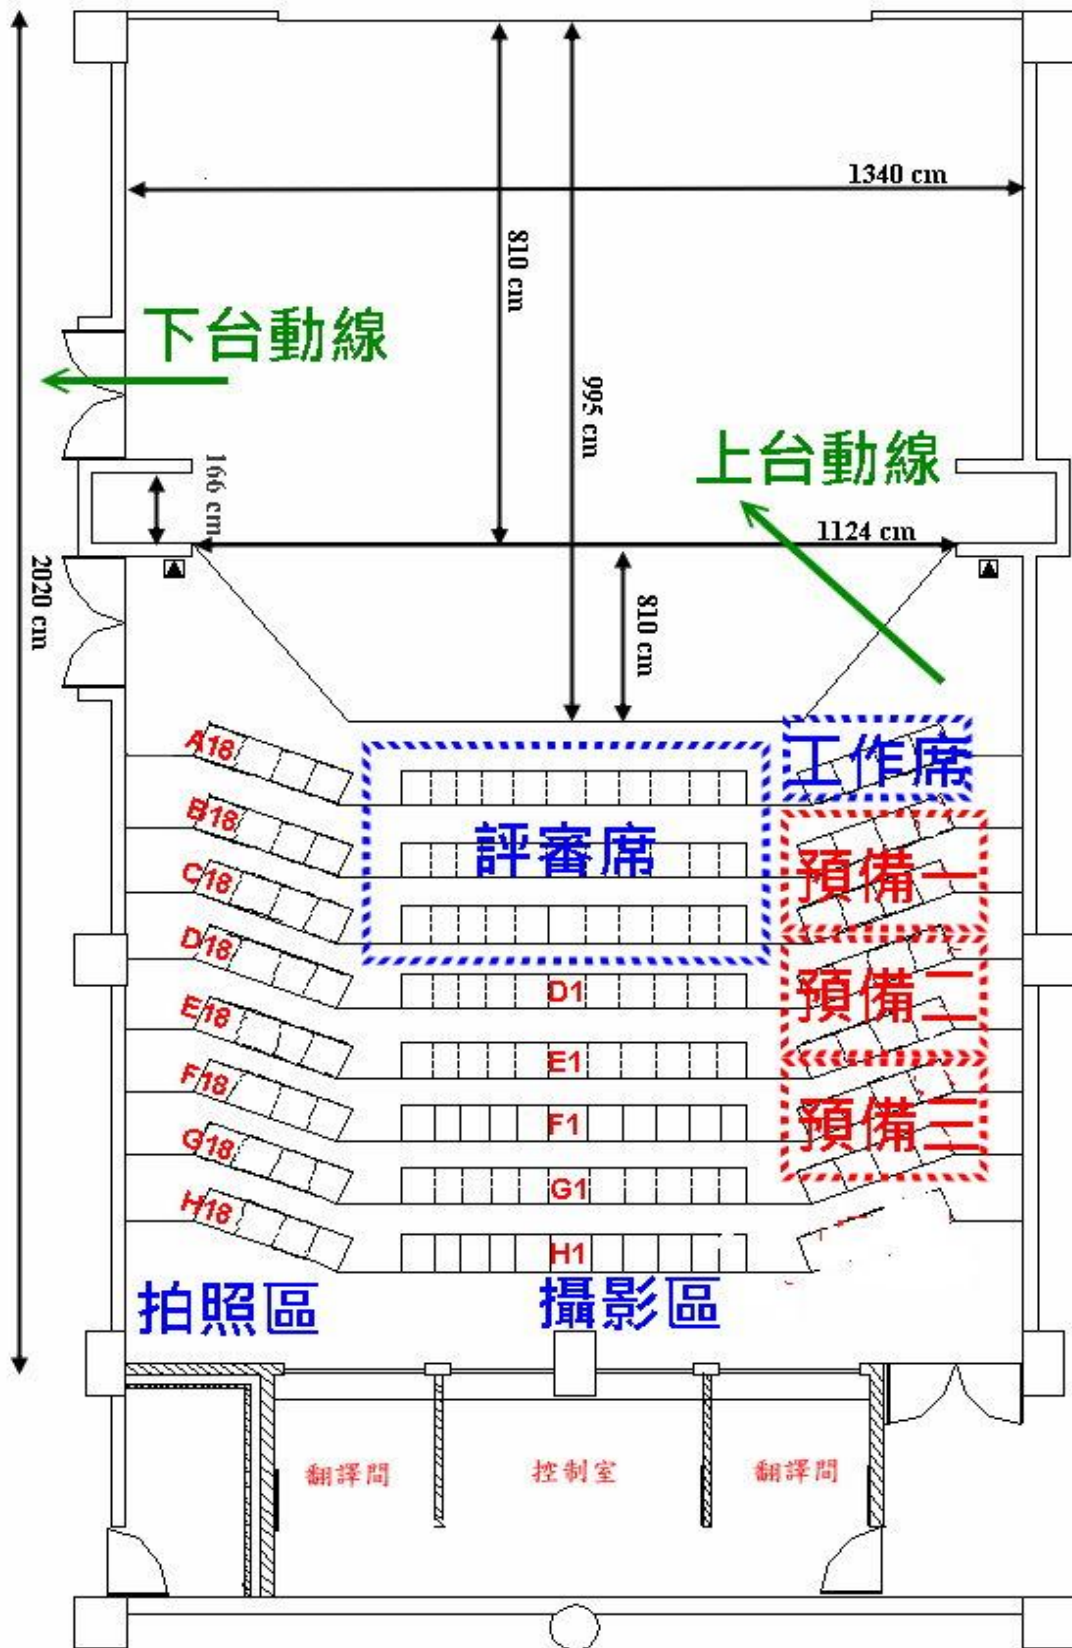 1340 cm
810 cm
995 cm
下台動線
上台動線
166 cm
1124 cm
2020 cm
810 cm
A18
工作席
B18
評審席
預備一
C18
D18
D1
預備二
E18
E1
F18
F1
預備三
G18
G1
H18
H1
拍照區
攝影區
翻譯間
控制室
翻譯間